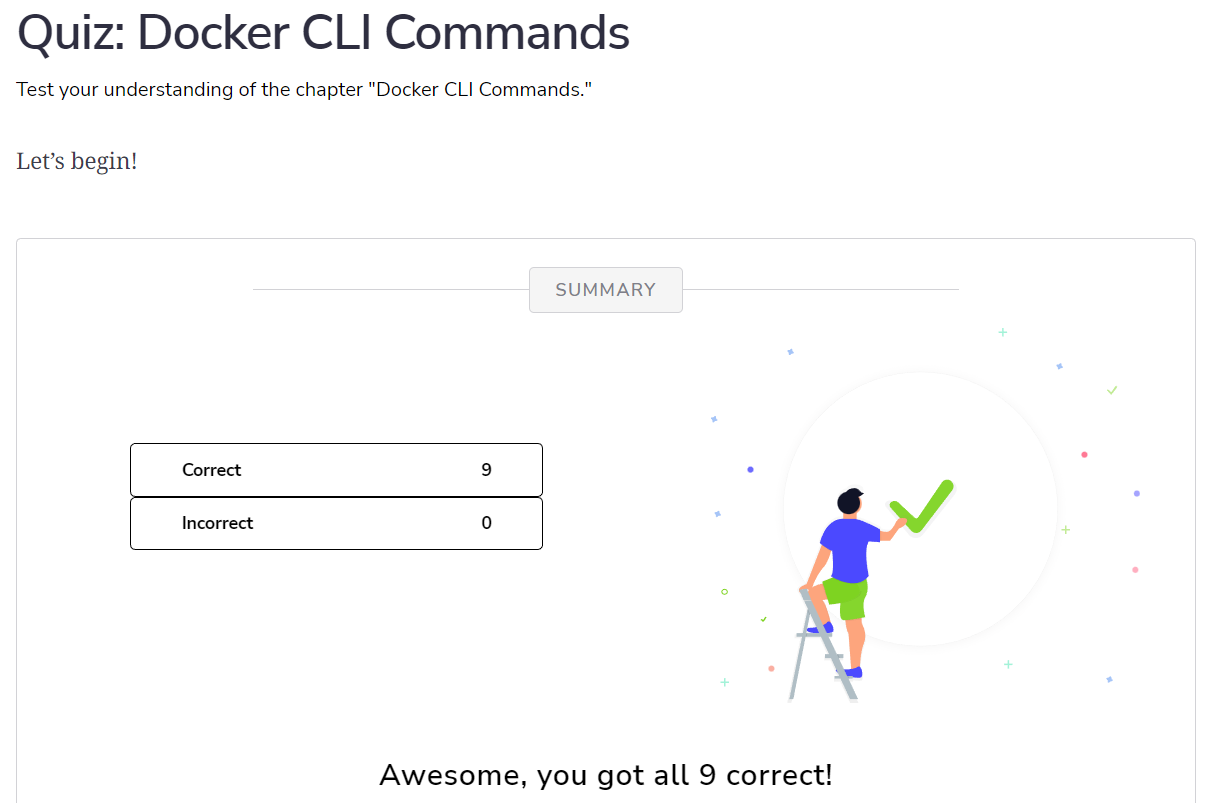 Quiz: Docker CLI Commands
Test your understanding of the chapter "Docker CLI Commands."
Let’s begin!
SUMMARY
Correct 9
Incorrect 0
Awesome, you got all 9 correct!